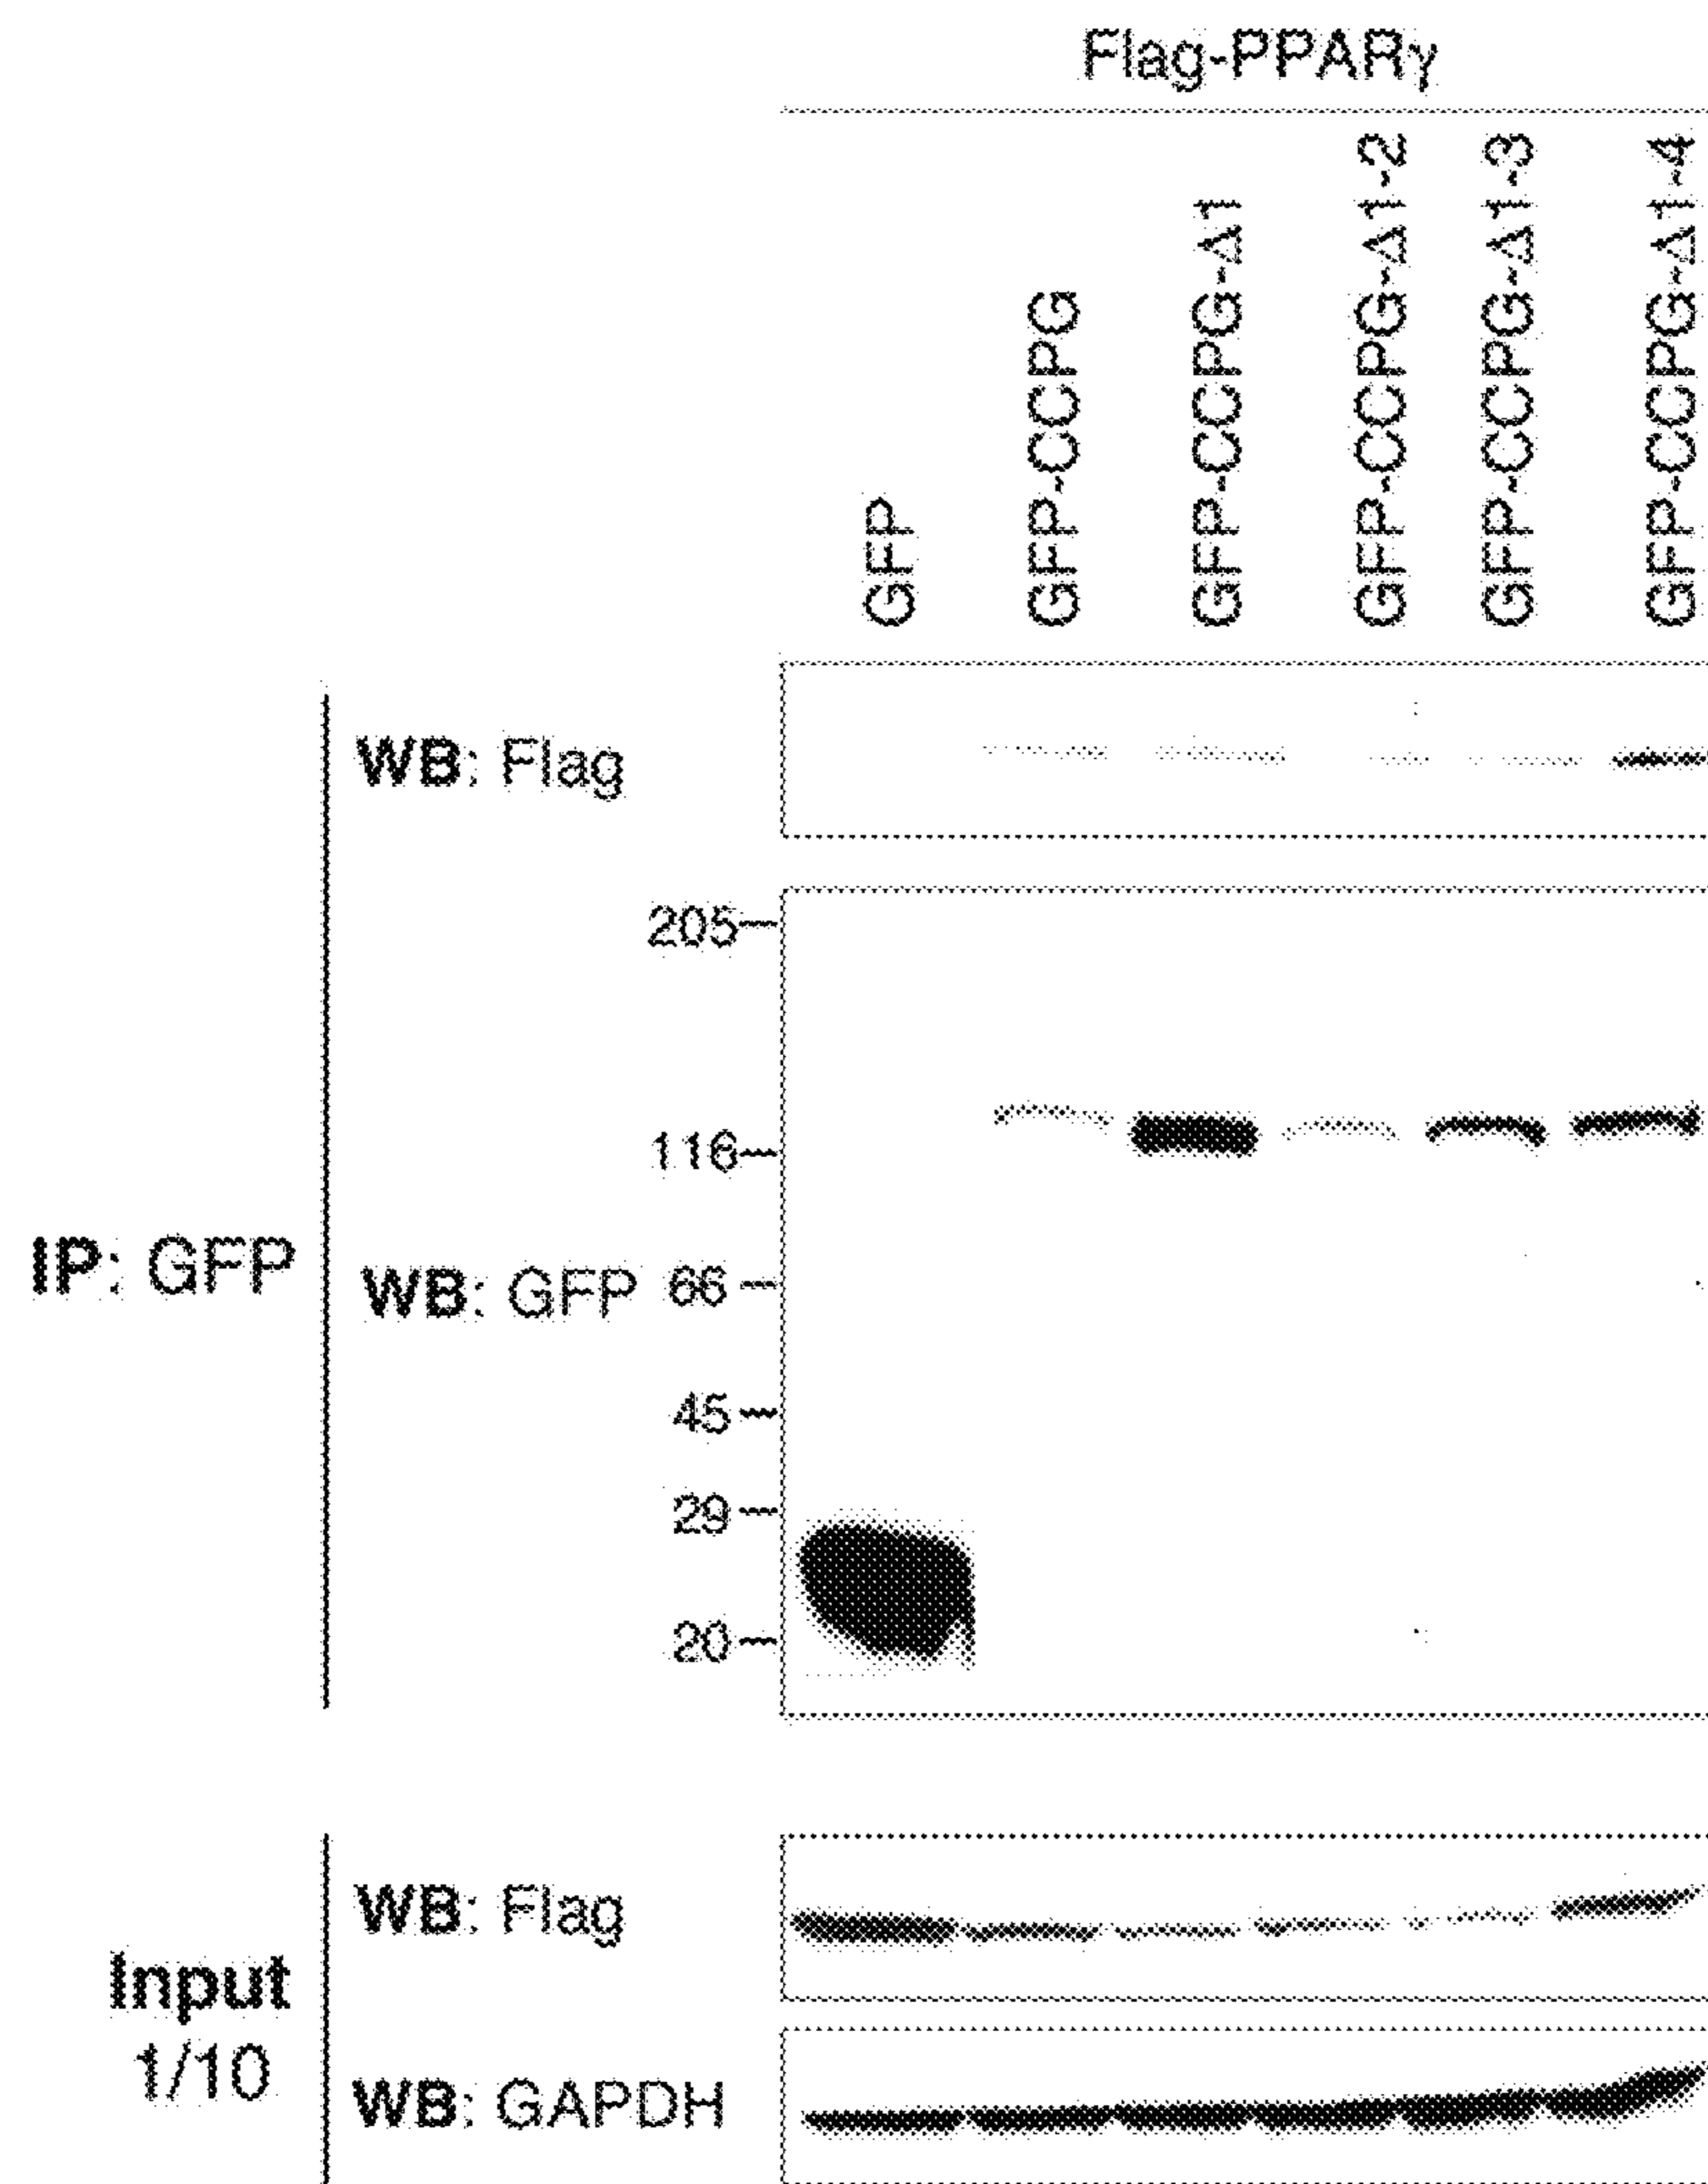 Flag-PPARγ
GFP
GFP-CCPG
GFP-CCPG-Δ1
GFP-CCPG-Δ1-2
GFP-CCPG-Δ1-3
GFP-CCPG-Δ1-4
IP: GFP
WB: Flag
WB: GFP
205
116
66
45
29
20
Input
1/10
WB: Flag
WB: GAPDH